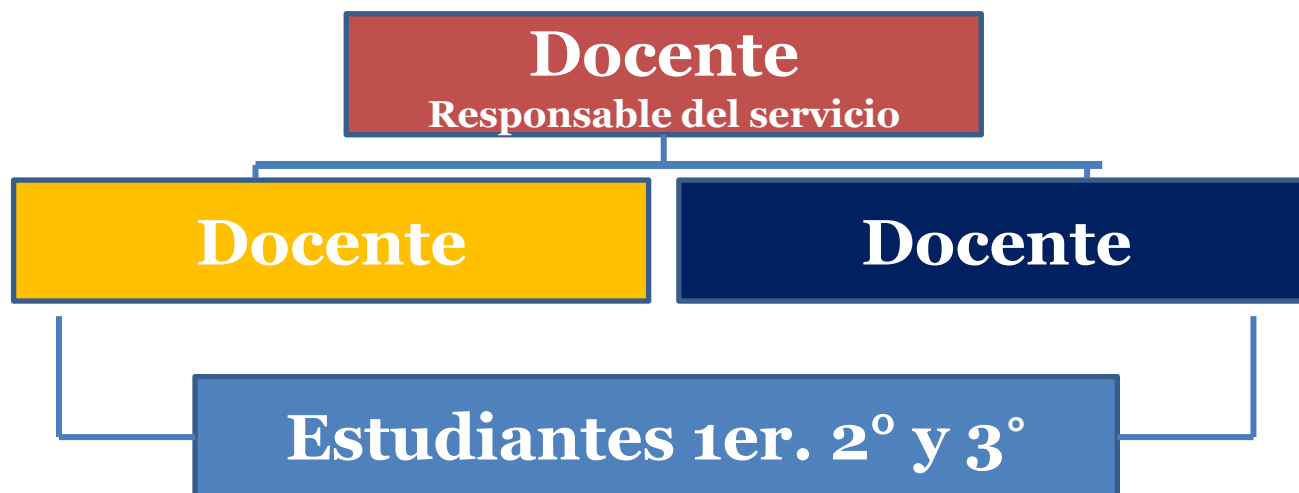 Docente
Responsable del servicio
Docente
Docente
Estudiantes 1er. 2° y 3°